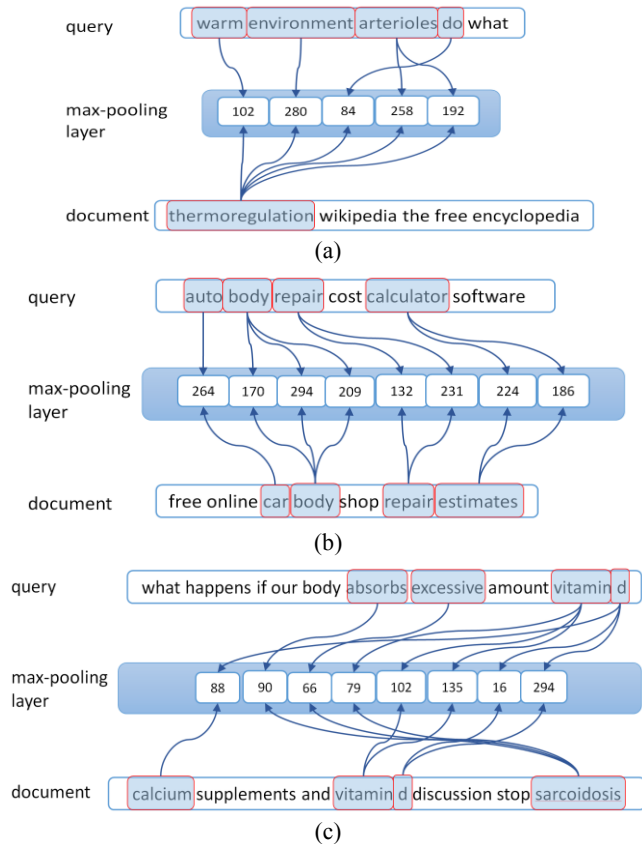 query warm environment arterioles do what
max-pooling
layer
102 280 84 258 192
document thermoregulation wikipedia the free encyclopedia
(a)
query auto body repair cost calculator software
max-pooling
layer
264 170 294 209 132 231 224 186
document free online car body shop repair estimates
(b)
query what happens if our body absorbs excessive amount vitamin d
max-pooling
layer
88 90 66 79 102 135 16 294
document calcium supplements and vitamin d discussion stop sarcoidosis
(c)